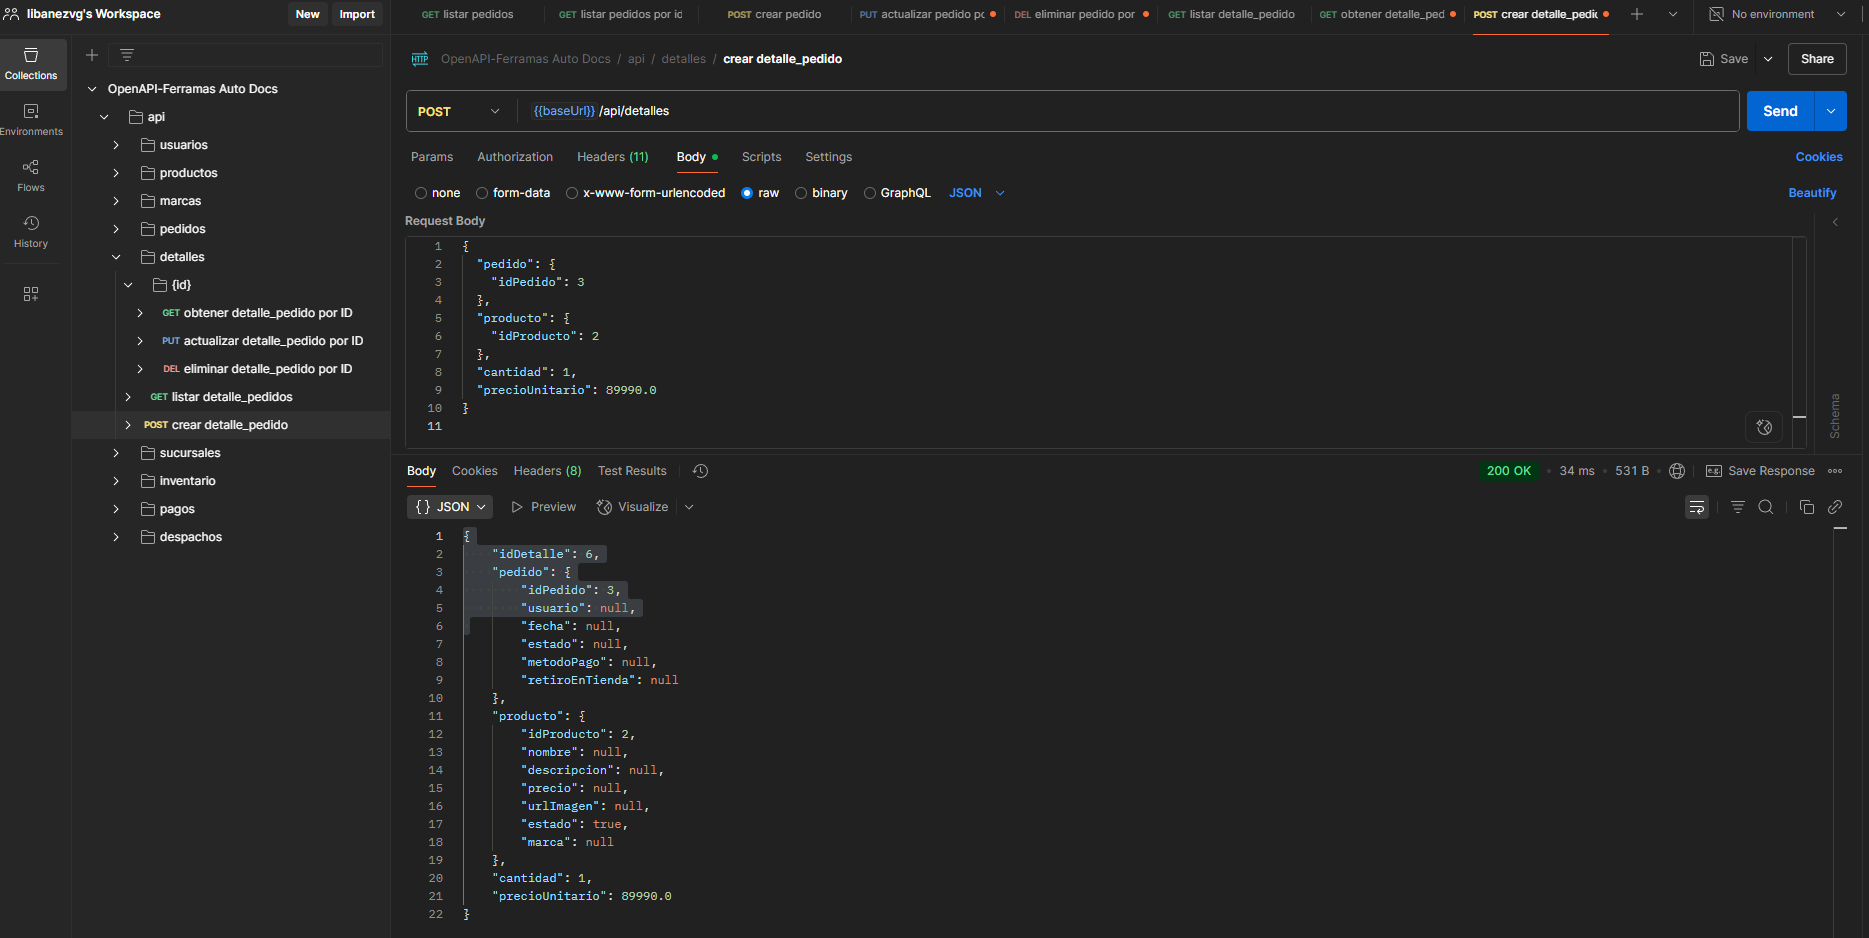 libanezvg's Workspace
New
Import
GET listar pedidos
GET listar pedidos por id
POST crear pedido
PUT actualizar pedido pc
DEL eliminar pedido por
GET listar detalle_pedido
GET obtener detalle_ped
POST crear detalle_pedic
No environment
Collections
Environments
Flows
History
OpenAPI-Ferramas Auto Docs
api
usuarios
productos
marcas
pedidos
detalles
{id}
GET obtener detalle_pedido por ID
PUT actualizar detalle_pedido por ID
DEL eliminar detalle_pedido por ID
GET listar detalle_pedidos
POST crear detalle_pedido
sucursales
inventario
pagos
despachos
HTTP OpenAPI-Ferramas Auto Docs / api / detalles / crear detalle_pedido
Save
Share
POST
{{baseUrl}} /api/detalles
Send
Params
Authorization
Headers (11)
Body
Scripts
Settings
Cookies
none
form-data
x-www-form-urlencoded
raw
binary
GraphQL
JSON
Beautify
Request Body
1 {
2 "pedido": {
3 "idPedido": 3
4 },
5 "producto": {
6 "idProducto": 2
7 },
8 "cantidad": 1,
9 "precioUnitario": 89990.0
10 }
11
Schema
Body
Cookies
Headers (8)
Test Results
200 OK
34 ms
531 B
e.g. Save Response
{} JSON
Preview
Visualize
1 {
2 "idDetalle": 6,
3 "pedido": {
4 "idPedido": 3,
5 "usuario": null,
6 "fecha": null,
7 "estado": null,
8 "metodoPago": null,
9 "retiroEnTienda": null
10 },
11 "producto": {
12 "idProducto": 2,
13 "nombre": null,
14 "descripcion": null,
15 "precio": null,
16 "urlImagen": null,
17 "estado": true,
18 "marca": null
19 },
20 "cantidad": 1,
21 "precioUnitario": 89990.0
22 }